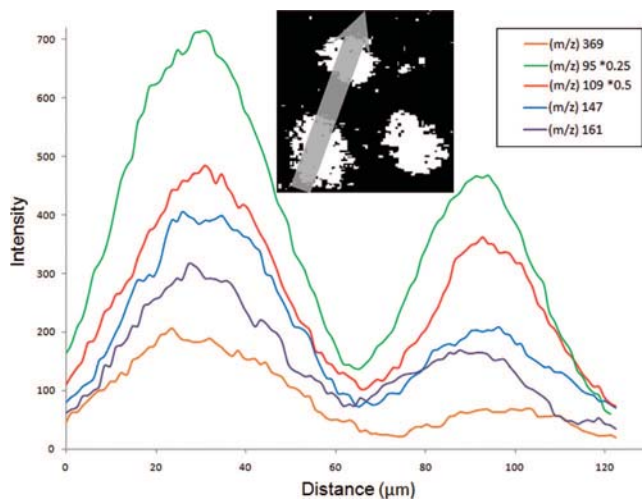 700
600
500
400
300
200
100
0
Intensity
0 20 40 60 80 100 120
Distance (µm)
(m/z) 369
(m/z) 95 *0.25
(m/z) 109 *0.5
(m/z) 147
(m/z) 161